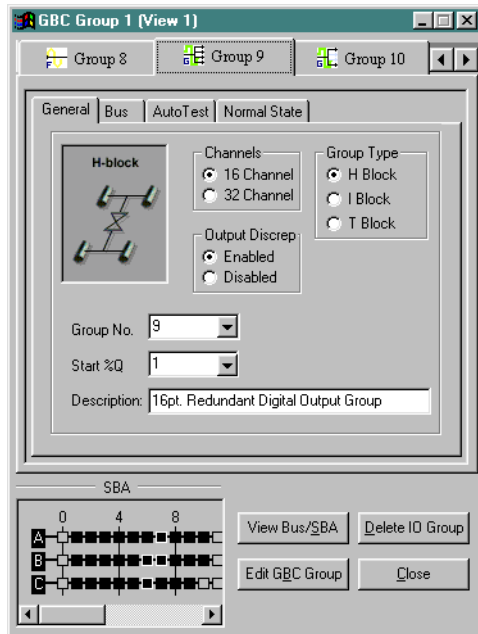 GBC Group 1 (View 1)
F Group 8
G Group 9
G Group 10
General
Bus
AutoTest
Normal State
H-block
Channels
16 Channel
32 Channel
Output Discrep
Enabled
Disabled
Group Type
H Block
I Block
T Block
Group No. 9
Start %Q 1
Description: 16pt. Redundant Digital Output Group
SBA
0 4 8
A
B
C
View Bus/SBA
Delete IO Group
Edit GBC Group
Close